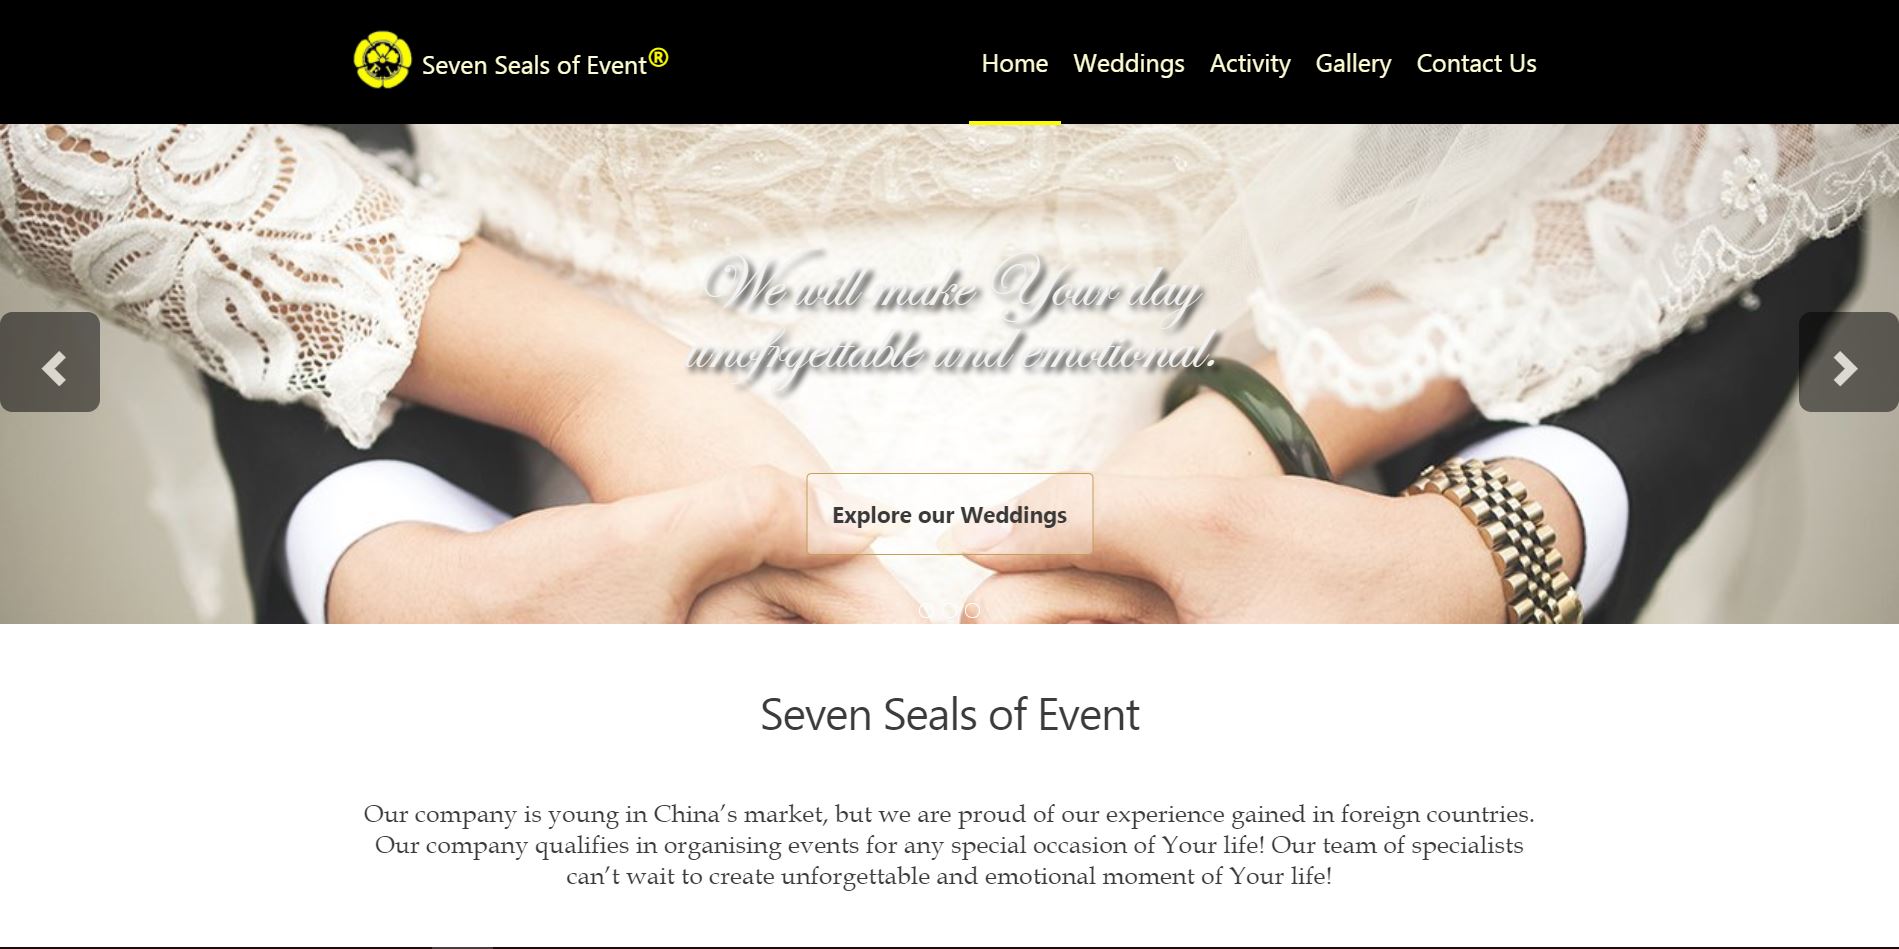 Seven Seals of Event®
Home Weddings Activity Gallery Contact Us
We will make Your day
unofrgettable and emotional.
Explore our Weddings
Seven Seals of Event
Our company is young in China's market, but we are proud of our experience gained in foreign countries.
Our company qualifies in organising events for any special occasion of Your life! Our team of specialists
can't wait to create unforgettable and emotional moment of Your life!